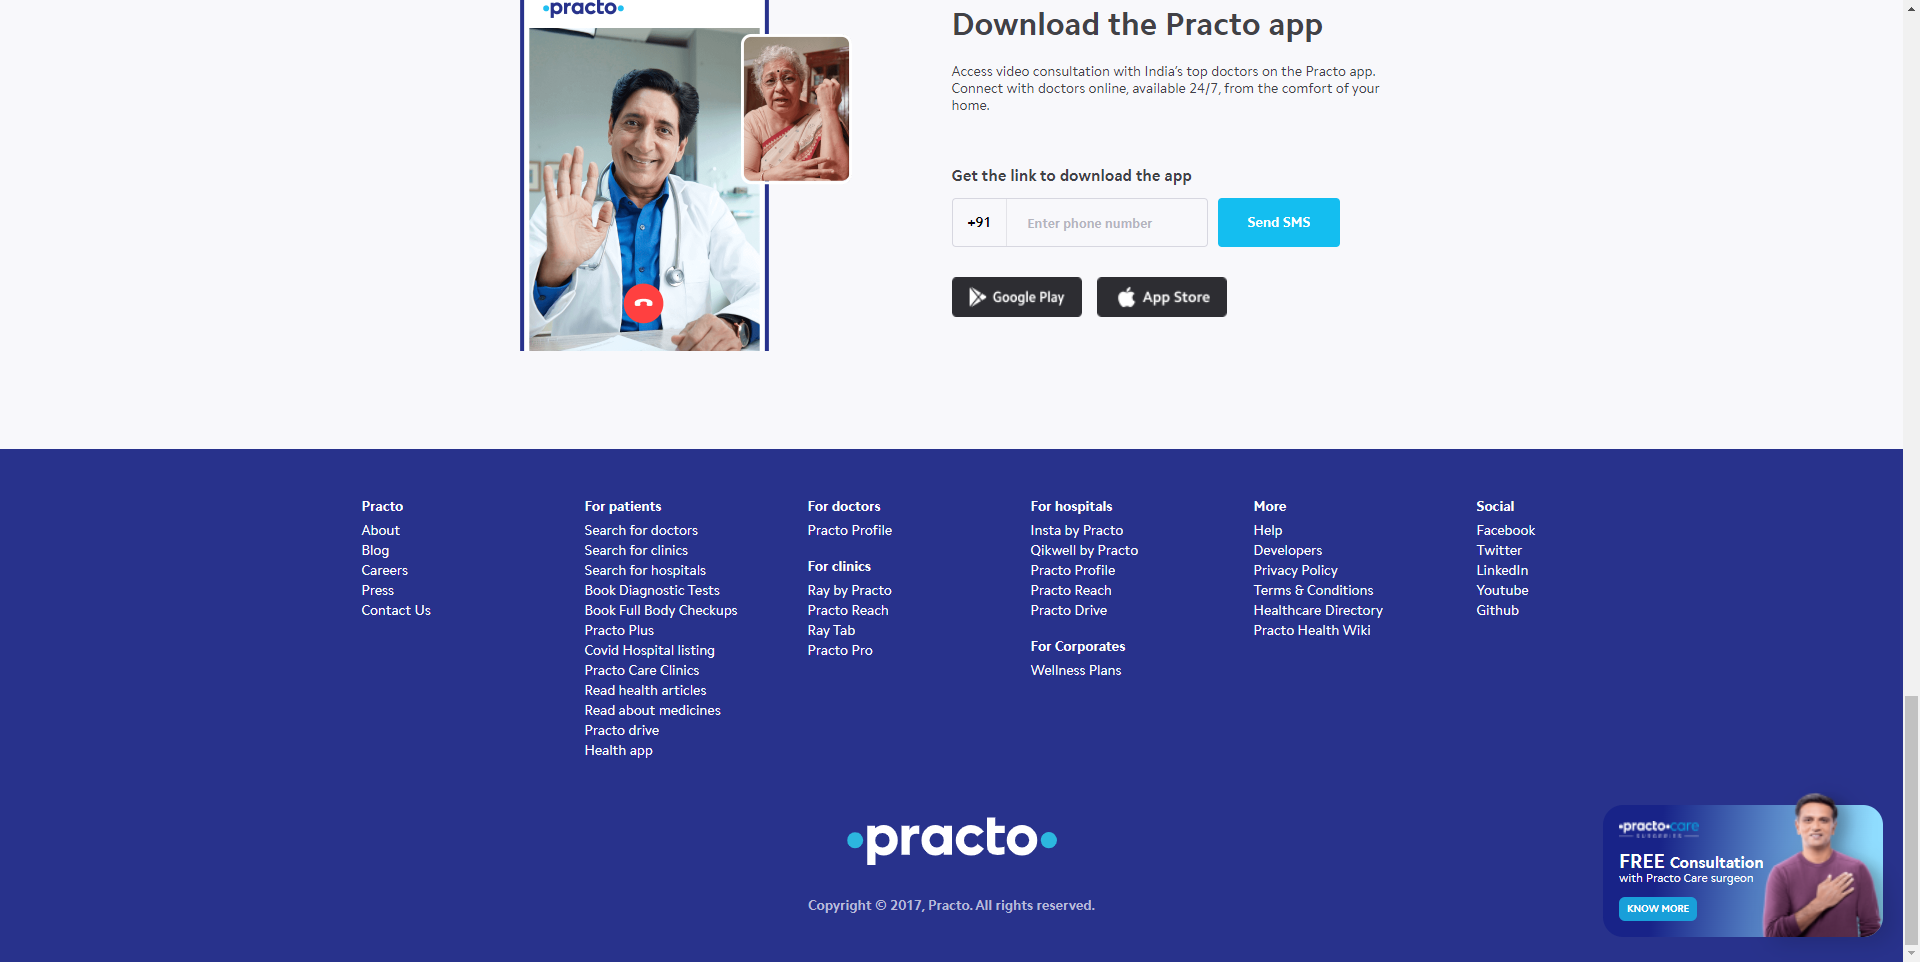 practo
Download the Practo app
Access video consultation with India’s top doctors on the Practo app.
Connect with doctors online, available 24/7, from the comfort of your
home.
Get the link to download the app
+91
Enter phone number
Send SMS
Google Play
App Store
Practo
About
Blog
Careers
Press
Contact Us
For patients
Search for doctors
Search for clinics
Search for hospitals
Book Diagnostic Tests
Book Full Body Checkups
Practo Plus
Covid Hospital listing
Practo Care Clinics
Read health articles
Read about medicines
Practo drive
Health app
For doctors
Practo Profile
For clinics
Ray by Practo
Practo Reach
Ray Tab
Practo Pro
For hospitals
Insta by Practo
Qikwell by Practo
Practo Profile
Practo Reach
Practo Drive
For Corporates
Wellness Plans
More
Help
Developers
Privacy Policy
Terms & Conditions
Healthcare Directory
Practo Health Wiki
Social
Facebook
Twitter
LinkedIn
Youtube
Github
practo
Copyright © 2017, Practo. All rights reserved.
practo care
SURGERIES
FREE Consultation
with Practo Care surgeon
KNOW MORE